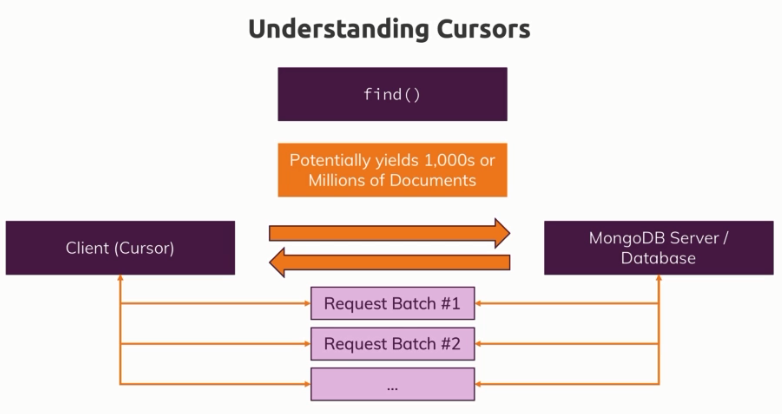 Understanding Cursors
find()
Potentially yields 1,000s or
Millions of Documents
Client (Cursor)
MongoDB Server /
Database
Request Batch #1
Request Batch #2
...